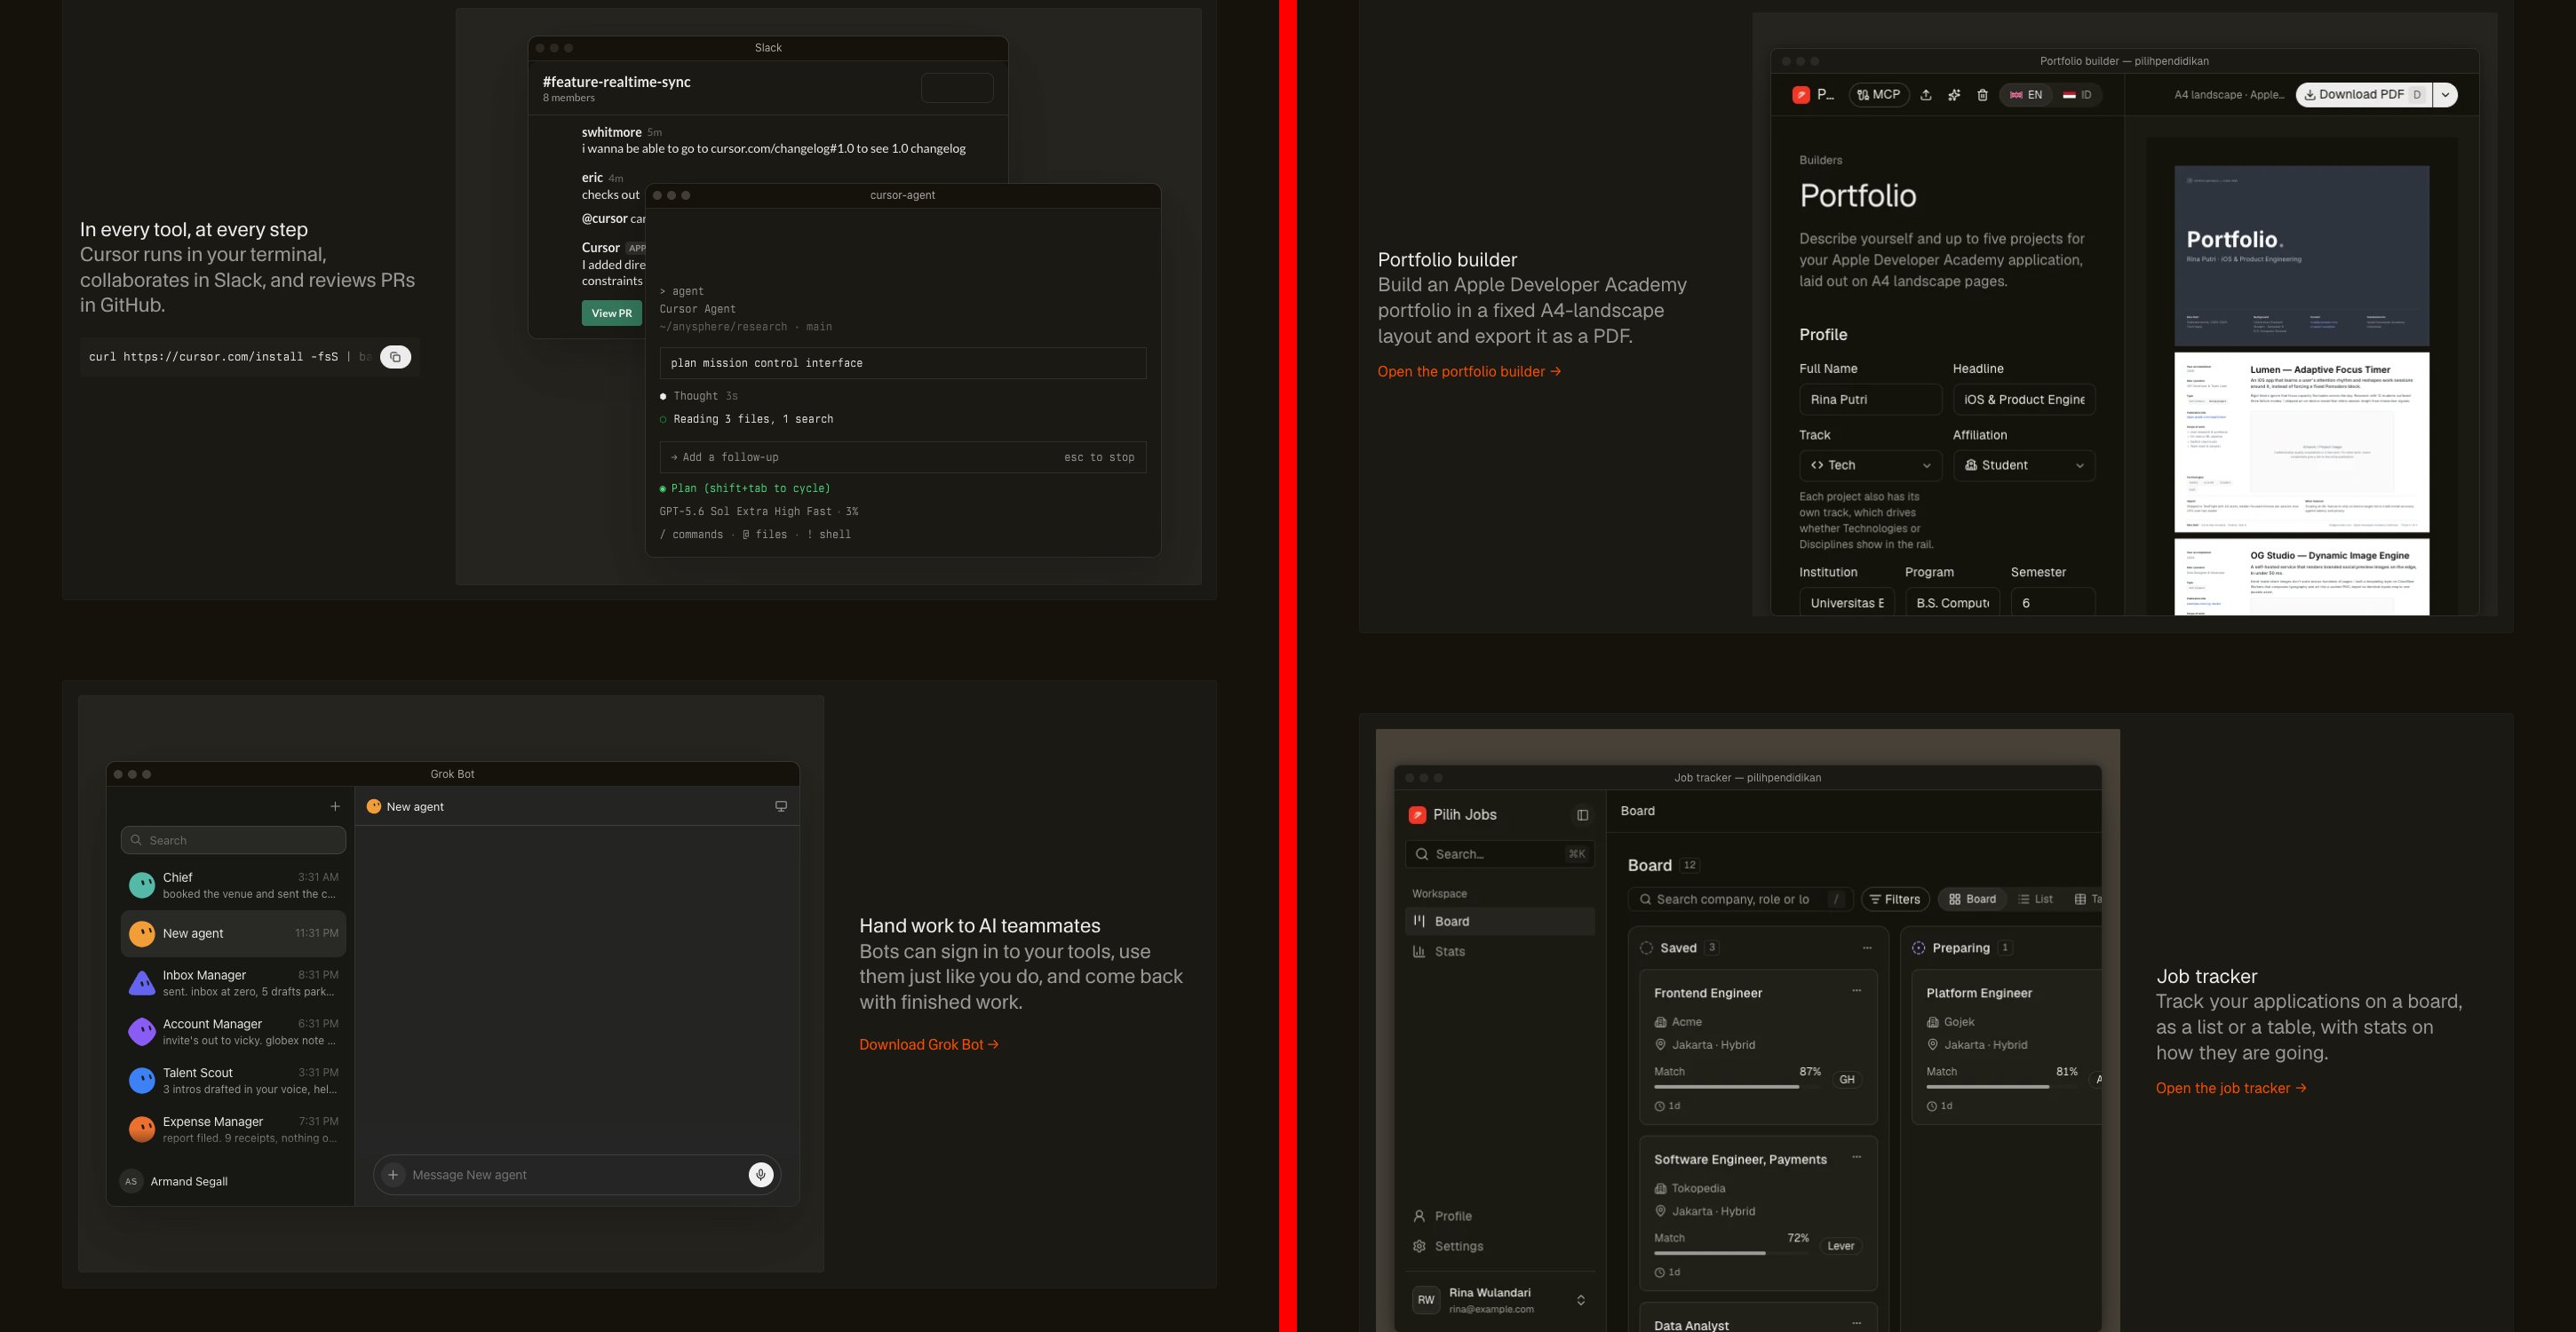 Slack
#feature-realtime-sync
8 members
swhitmore 5m
i wanna be able to go to cursor.com/changelog#1.0 to see 1.0 changelog
eric 4m
checks out
@cursor car
Cursor APP
I added dire
constraints
View PR
In every tool, at every step
Cursor runs in your terminal,
collaborates in Slack, and reviews PRs
in GitHub.
curl https://cursor.com/install -fsS | ba
cursor-agent
> agent
Cursor Agent
~/anysphere/research · main
plan mission control interface
Thought 3s
Reading 3 files, 1 search
→ Add a follow-up
esc to stop
Plan (shift+tab to cycle)
GPT-5.6 Sol Extra High Fast · 3%
/ commands · @ files · ! shell
Grok Bot
New agent
Search
Chief 3:31 AM
booked the venue and sent the c...
New agent 11:31 PM
Inbox Manager 8:31 PM
sent. inbox at zero, 5 drafts park...
Account Manager 6:31 PM
invite's out to vicky. globex note ...
Talent Scout 3:31 PM
3 intros drafted in your voice, hel...
Expense Manager 7:31 PM
report filed. 9 receipts, nothing o...
AS Armand Segall
Message New agent
Hand work to AI teammates
Bots can sign in to your tools, use
them just like you do, and come back
with finished work.
Download Grok Bot →
Portfolio builder
Build an Apple Developer Academy
portfolio in a fixed A4-landscape
layout and export it as a PDF.
Open the portfolio builder →
Portfolio builder — pilihpendidikan
P...
MCP
EN
ID
A4 landscape · Apple...
Download PDF D
Builders
Portfolio
Describe yourself and up to five projects for
your Apple Developer Academy application,
laid out on A4 landscape pages.
Profile
Full Name
Headline
Rina Putri
iOS & Product Engine
Track
Affiliation
Tech
Student
Each project also has its
own track, which drives
whether Technologies or
Disciplines show in the rail.
Institution
Program
Semester
Universitas
B.S. Comput
6
Portfolio.
Rina Putri · iOS & Product Engineering
Lumen — Adaptive Focus Timer
OG Studio — Dynamic Image Engine
Job tracker — pilihpendidikan
Pilih Jobs
Search...
⌘K
Workspace
Board
Stats
Profile
Settings
RW
Rina Wulandari
rina@example.com
Board
Board 12
Search company, role or lo
/
Filters
Board
List
Ta
Saved 3
Frontend Engineer
Acme
Jakarta · Hybrid
Match 87%
GH
1d
Software Engineer, Payments
Tokopedia
Jakarta · Hybrid
Match 72%
Lever
1d
Data Analyst
Preparing 1
Platform Engineer
Gojek
Jakarta · Hybrid
Match 81%
1d
Job tracker
Track your applications on a board,
as a list or a table, with stats on
how they are going.
Open the job tracker →